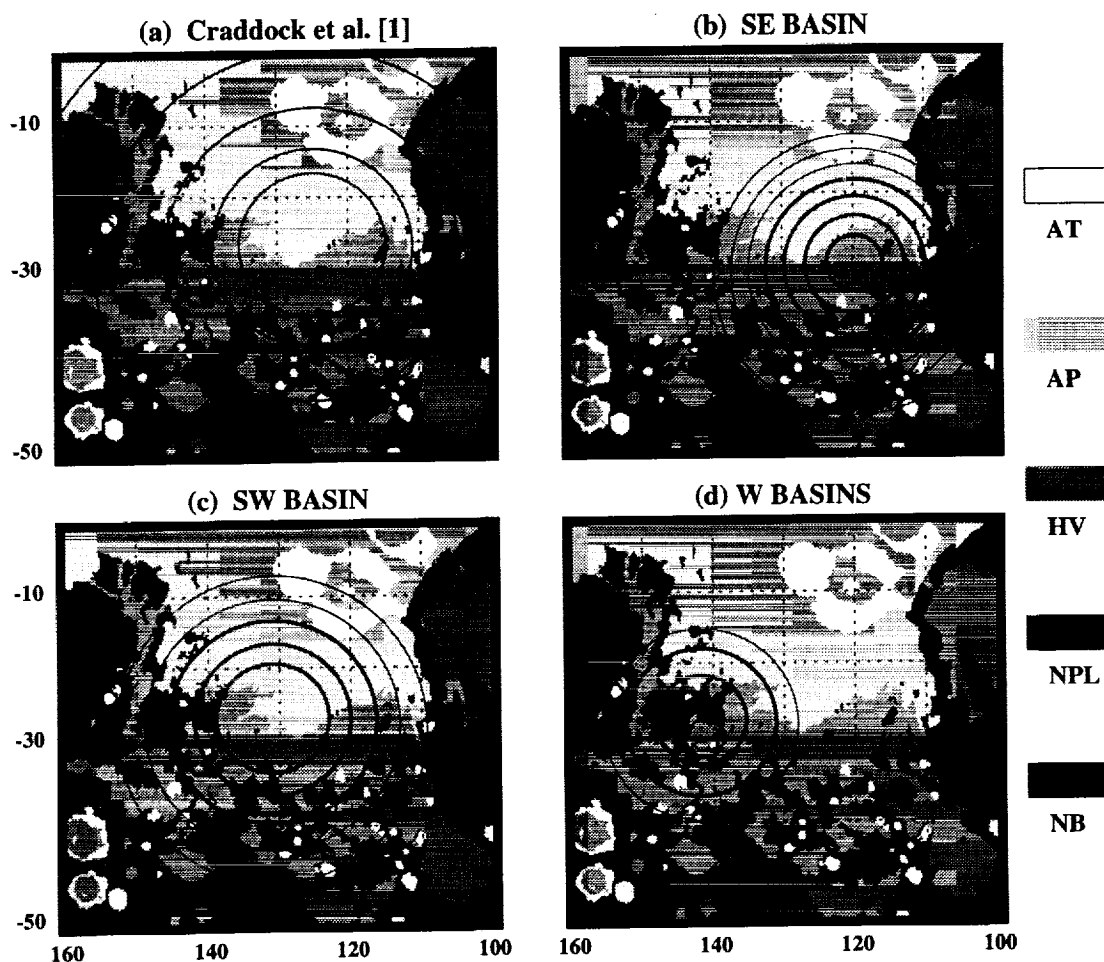 (a) Craddock et al. [1]
(b) SE BASIN
-10
-30
-50
AT
AP
HV
NPL
NB
(c) SW BASIN
(d) W BASINS
-10
-30
-50
160 140 120 100
160 140 120 100